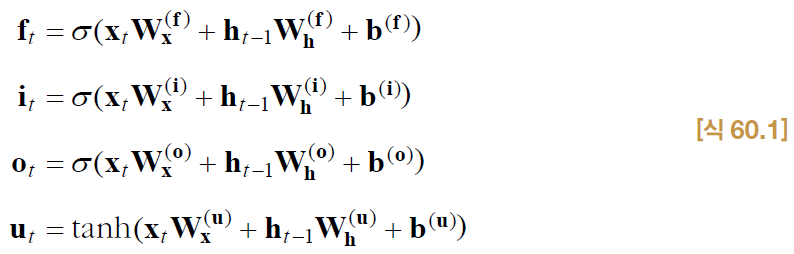 f_t = σ(x_t W_x^(f) + h_{t-1} W_h^(f) + b^(f))
i_t = σ(x_t W_x^(i) + h_{t-1} W_h^(i) + b^(i))
[식 60.1]
o_t = σ(x_t W_x^(o) + h_{t-1} W_h^(o) + b^(o))
u_t = tanh(x_t W_x^(u) + h_{t-1} W_h^(u) + b^(u))